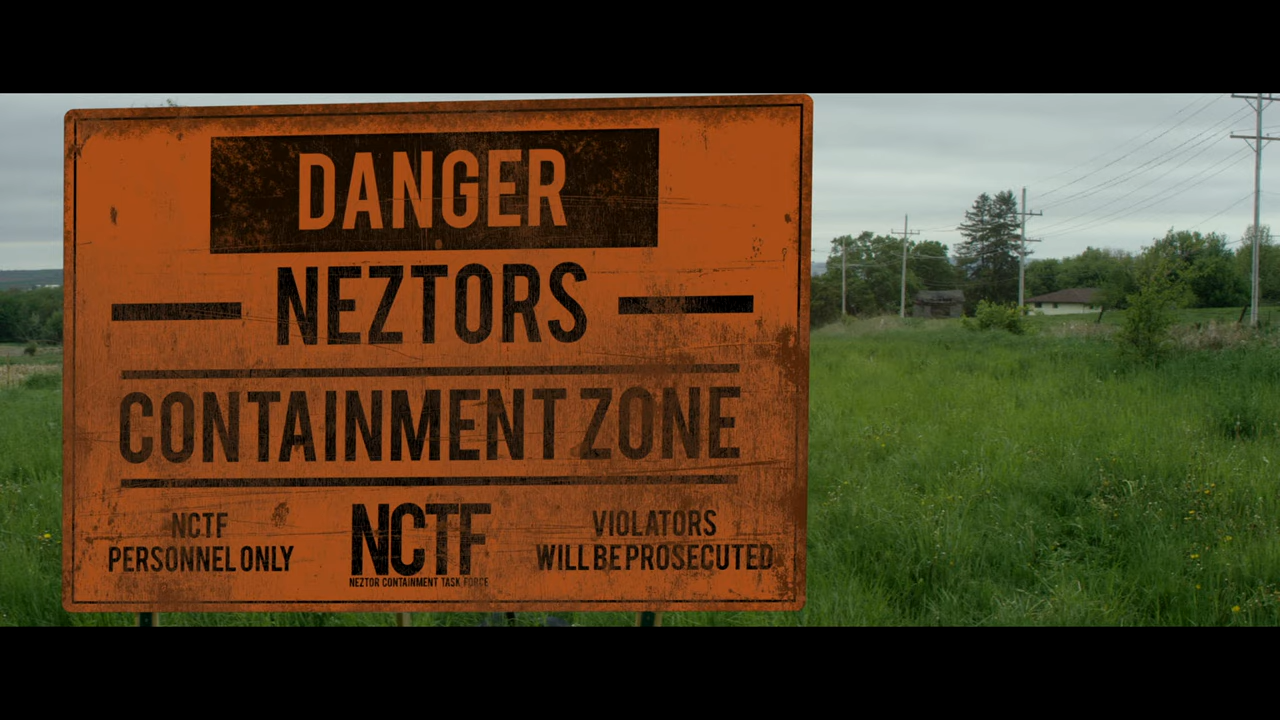 DANGER
NEZTORS
CONTAINMENT ZONE
NCTF
PERSONNEL ONLY
NCTF
NEZTOR CONTAINMENT TASK FORCE
VIOLATORS
WILL BE PROSECUTED